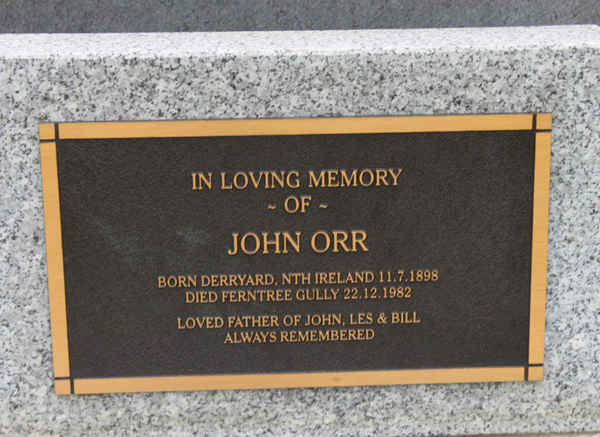 IN LOVING MEMORY
~ OF ~
JOHN ORR
BORN DERRYARD, NTH IRELAND 11.7.1898
DIED FERNTREE GULLY 22.12.1982
LOVED FATHER OF JOHN, LES & BILL
ALWAYS REMEMBERED